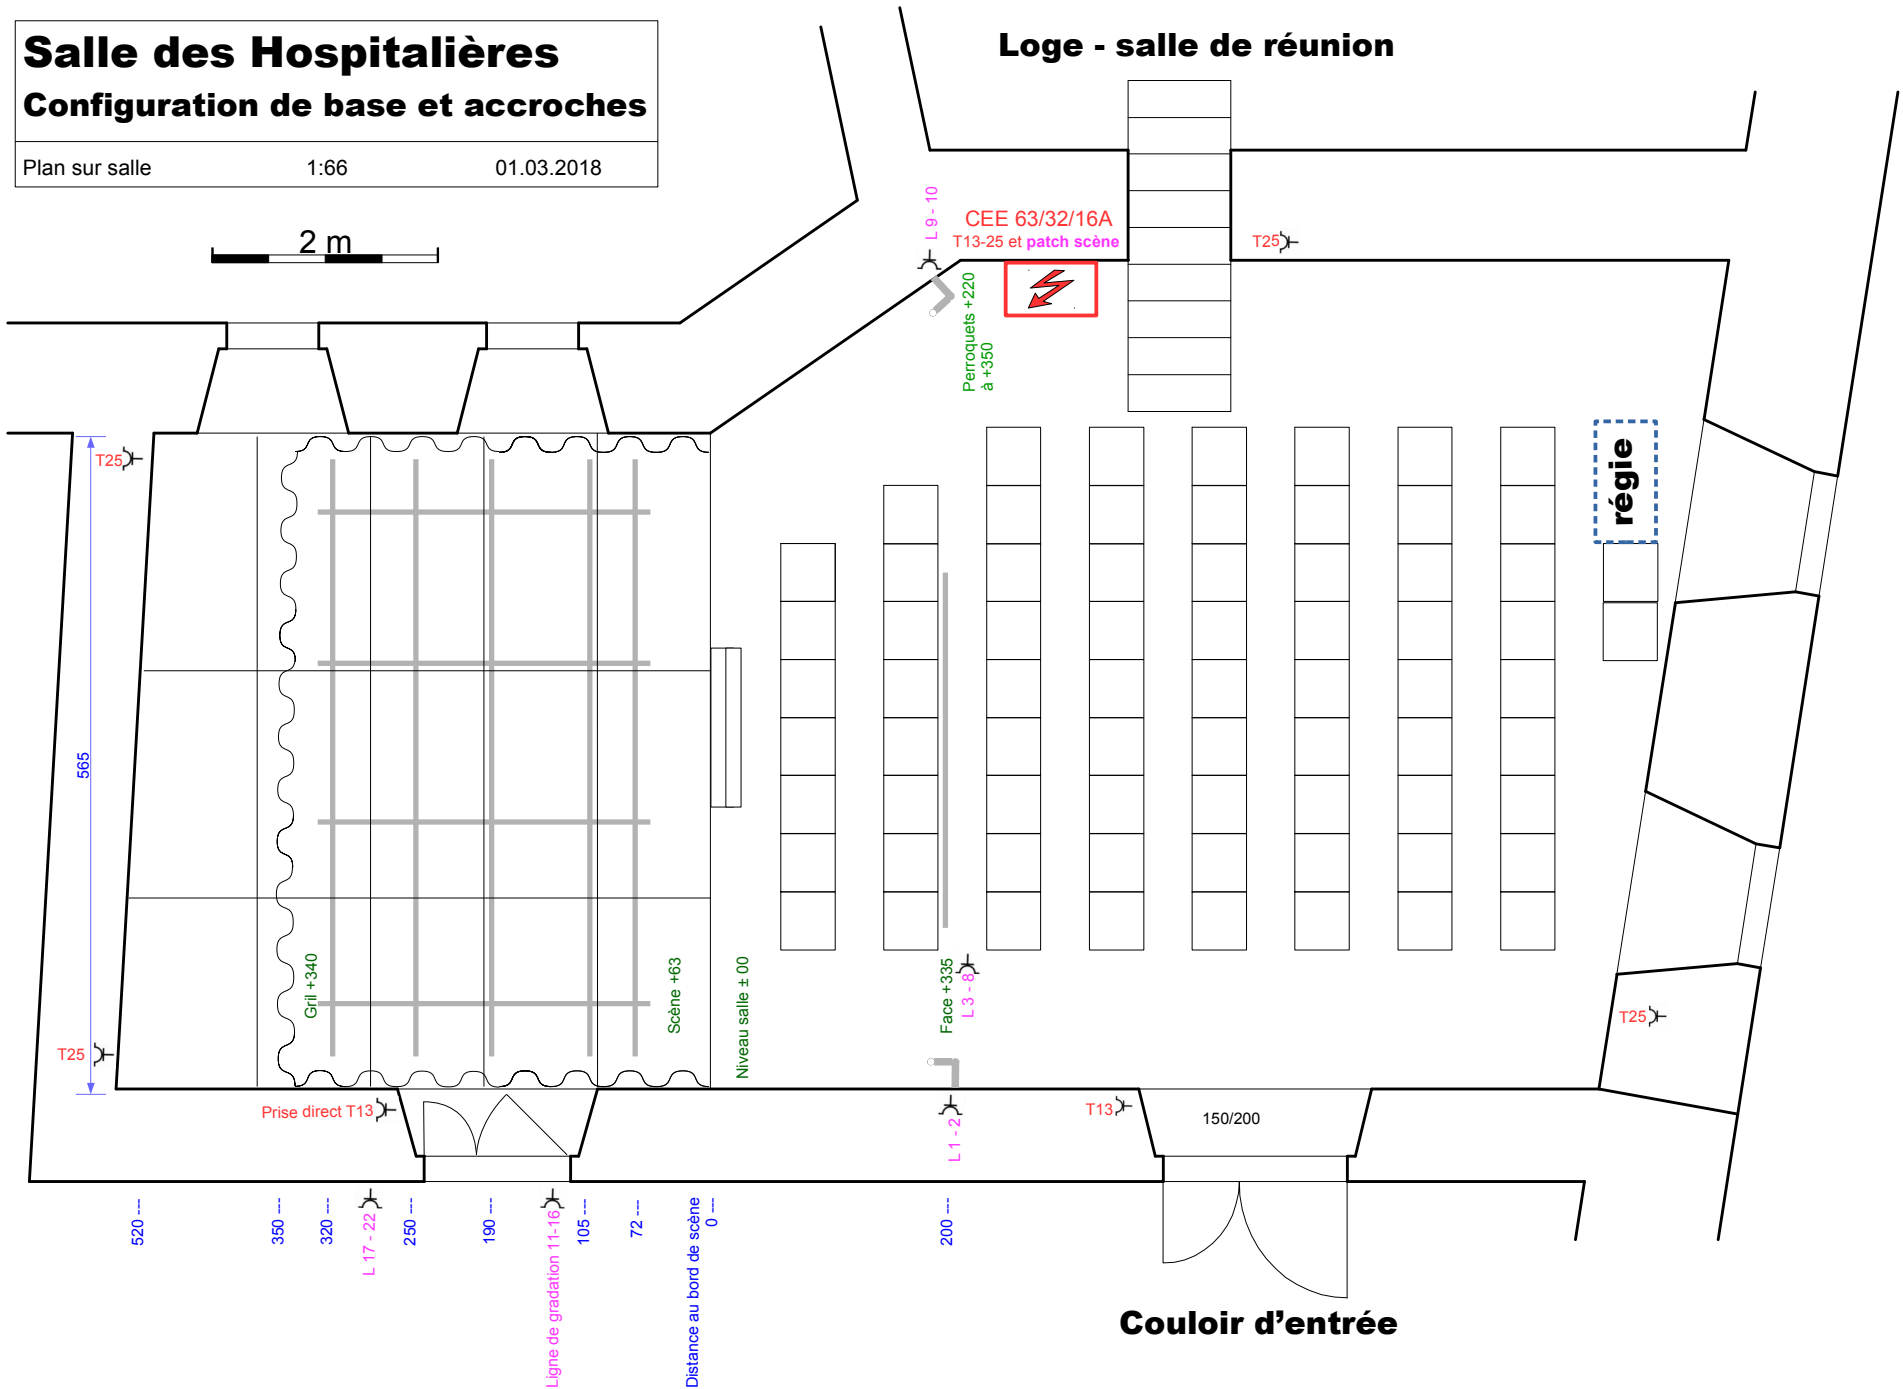 Salle des Hospitalières
Configuration de base et accroches
Plan sur salle 1:66 01.03.2018
2 m
Loge - salle de réunion
L 9 - 10
CEE 63/32/16A
T13-25 et patch scène
T25
Perroquets +220
à +350
T25
régie
565
Gril +340
Scène +63
Niveau salle ± 00
Face +335
L 3 - 8
T25
T25
Prise direct T13
L 1 - 2
T13
150/200
520 ---
350 ---
320 ---
L 17 - 22
250 ---
190 ---
Ligne de gradation 11-16
105 ---
72 ---
Distance au bord de scène
0 ---
200 ---
Couloir d’entrée